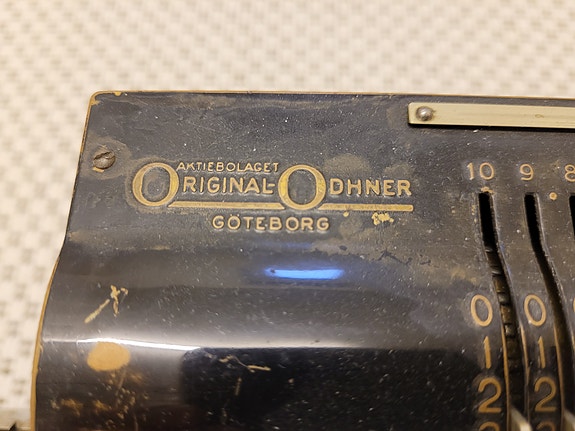 AKTIEBOLAGET
ORIGINAL-ODHNER
GÖTEBORG
10 9 8
0 0
1 1
2 2